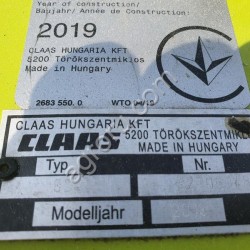 Year of construction/
Baujahr/ Année de Construction:
2019
CLAAS HUNGARIA KFT
5200 Törökszentmiklos
Made in Hungary
2683 550. 0 WTO
CLAAS HUNGARIA KFT
CLAAS 5200 TÖRÖKSZENTMIKL
MADE IN HUNGARY
Typ Nr.
Modelljahr